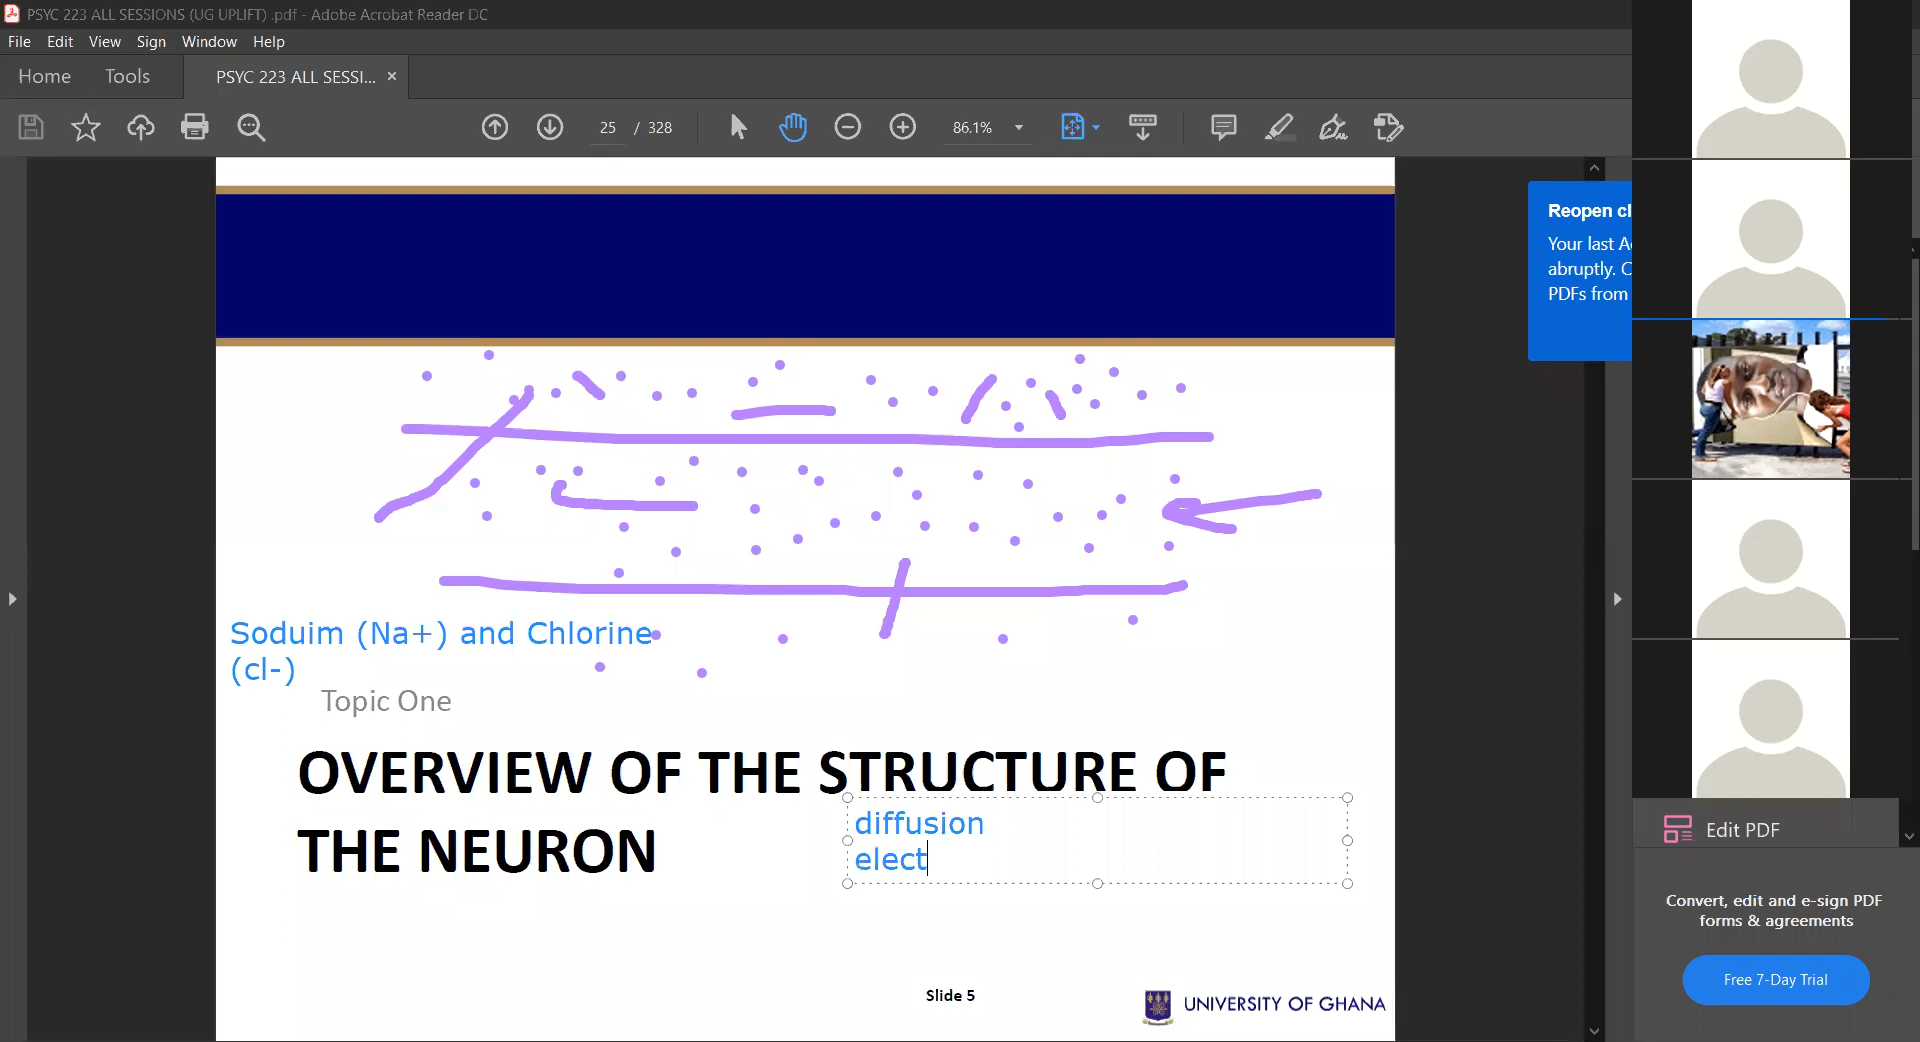 PSYC 223 ALL SESSIONS (UG UPLIFT) .pdf - Adobe Acrobat Reader DC
File Edit View Sign Window Help
Home Tools PSYC 223 ALL SESSI... ×
25 / 328 86.1%
Reopen cl
Your last A
abruptly. C
PDFs from
Soduim (Na+) and Chlorine
(cl-)
Topic One
OVERVIEW OF THE STRUCTURE OF
THE NEURON
diffusion
elect
Slide 5
UNIVERSITY OF GHANA
Edit PDF
Convert, edit and e-sign PDF
forms & agreements
Free 7-Day Trial